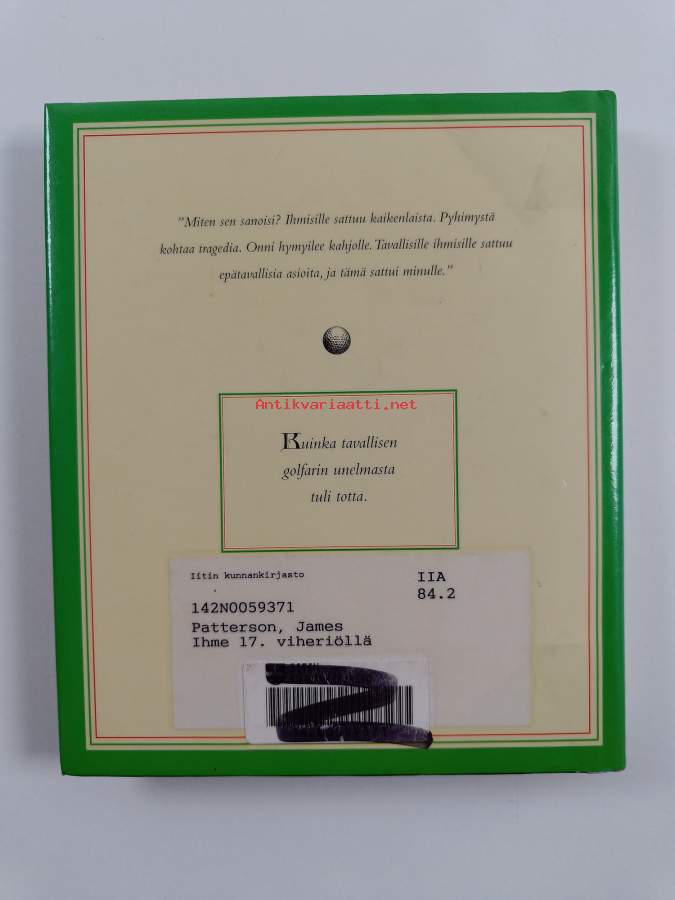 "Miten sen sanoisi? Ihmisille sattuu kaikenlaista. Pyhimystä
kohtaa tragedia. Onni hymyilee kahjolle. Tavallisille ihmisille sattuu
epätavallisia asioita, ja tämä sattui minulle."
Antikvariaatti.net
Kuinka tavallisen
golfarin unelmasta
tuli totta.
Iitin kunnankirjasto
IIA
84.2
142N0059371
Patterson, James
Ihme 17. viheriöllä